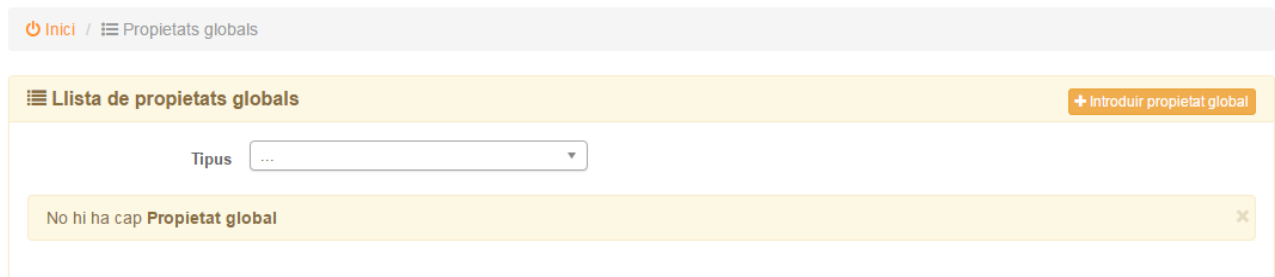 Inici / Propietats globals
Llista de propietats globals
Introduir propietat global
Tipus ...
No hi ha cap Propietat global ×